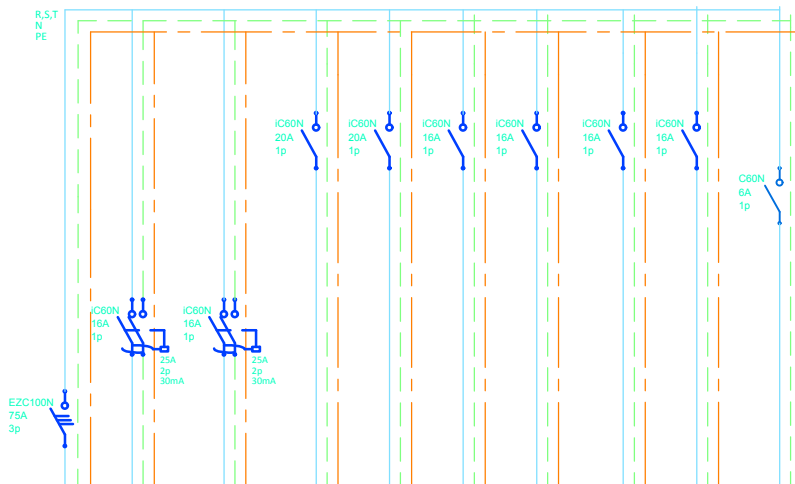 R,S,T
N
PE
iC60N
20A
1p
iC60N
20A
1p
iC60N
16A
1p
iC60N
16A
1p
iC60N
16A
1p
iC60N
16A
1p
C60N
6A
1p
iC60N
16A
1p
25A
2p
30mA
iC60N
16A
1p
25A
2p
30mA
EZC100N
75A
3p